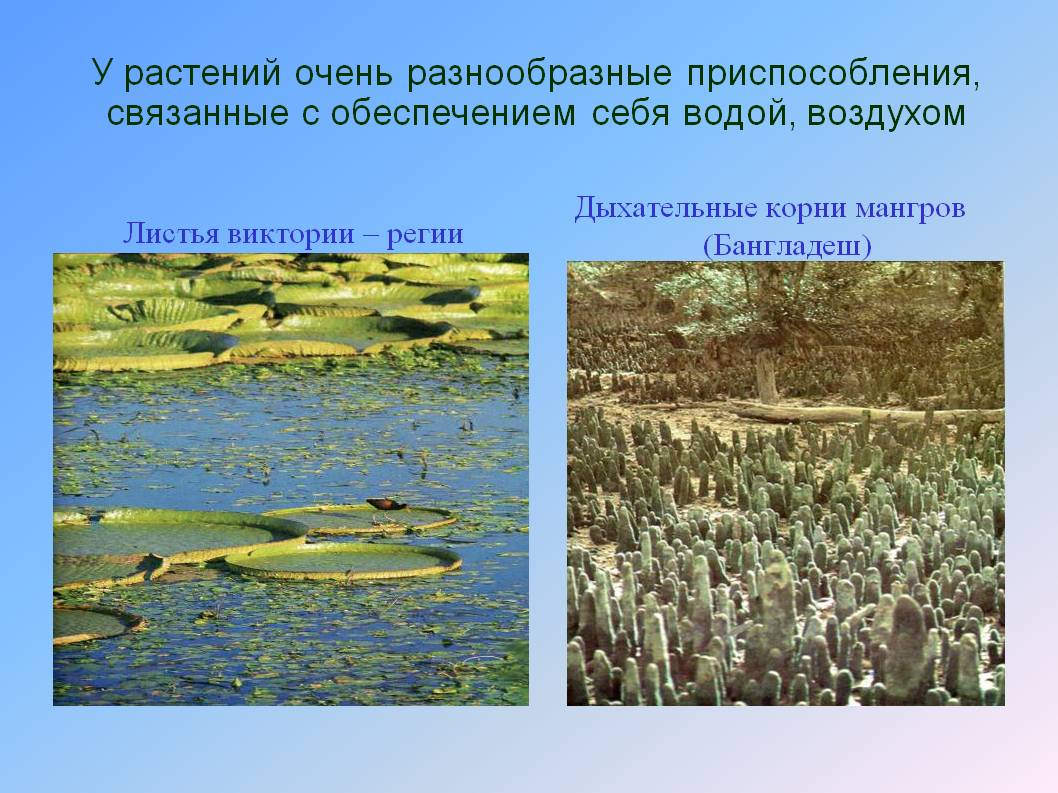 У растений очень разнообразные приспособления,
связанные с обеспечением себя водой, воздухом
Листья виктории – регии
Дыхательные корни мангров
(Бангладеш)